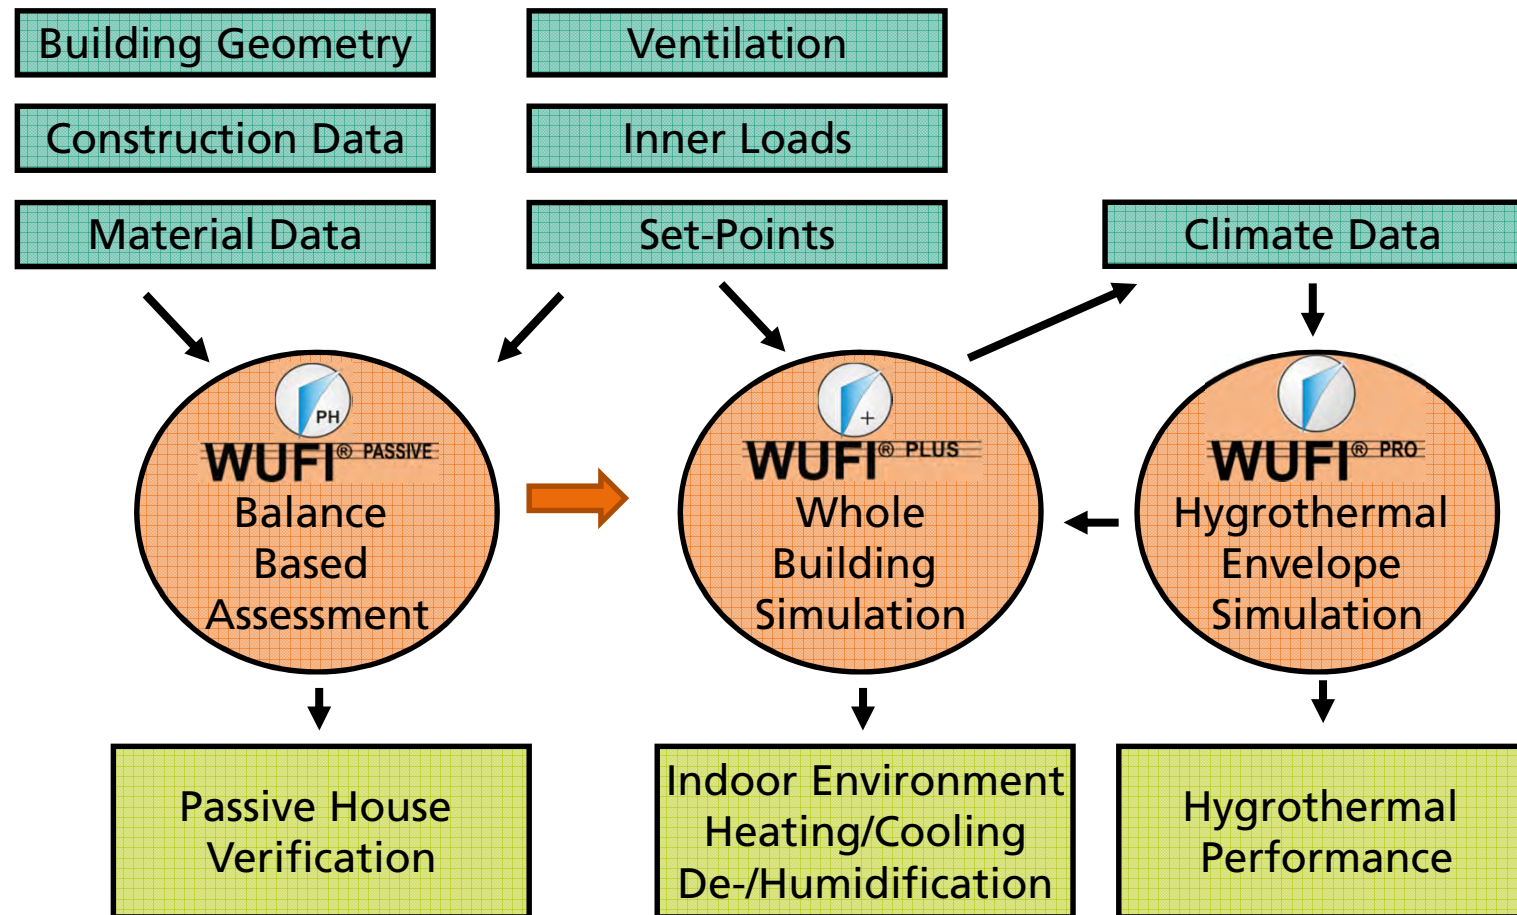 Building Geometry
Ventilation
Construction Data
Inner Loads
Material Data
Set-Points
Climate Data
PH
WUFI® PASSIVE
Balance
Based
Assessment
+
WUFI® PLUS
Whole
Building
Simulation
WUFI® PRO
Hygrothermal
Envelope
Simulation
Passive House
Verification
Indoor Environment
Heating/Cooling
De-/Humidification
Hygrothermal
Performance